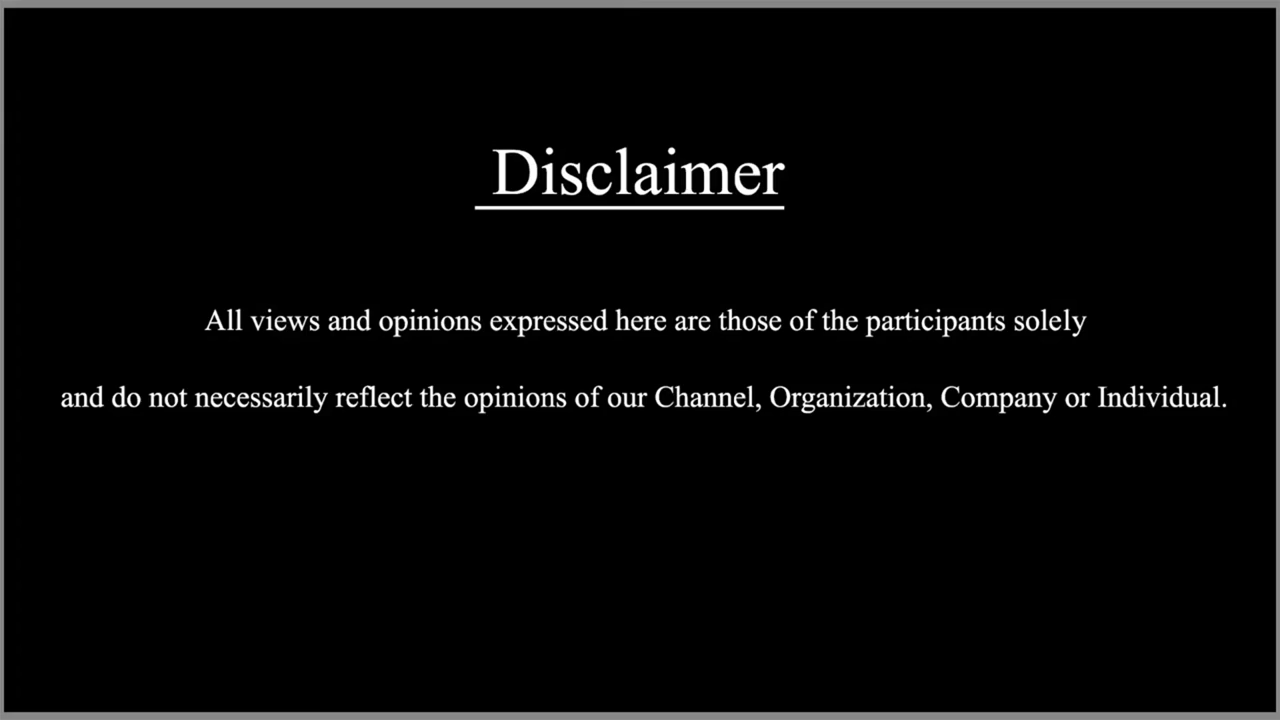 Disclaimer
All views and opinions expressed here are those of the participants solely
and do not necessarily reflect the opinions of our Channel, Organization, Company or Individual.